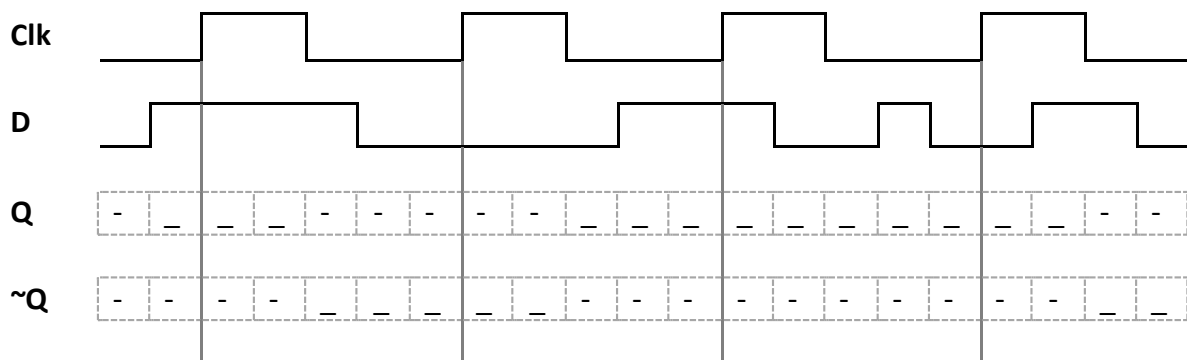 Clk
D
Q - _ _ _ - - - - - _ _ _ _ _ _ _ _ _ _ - -
~Q - - - - _ _ _ _ _ - - - - - - - - - - _ _